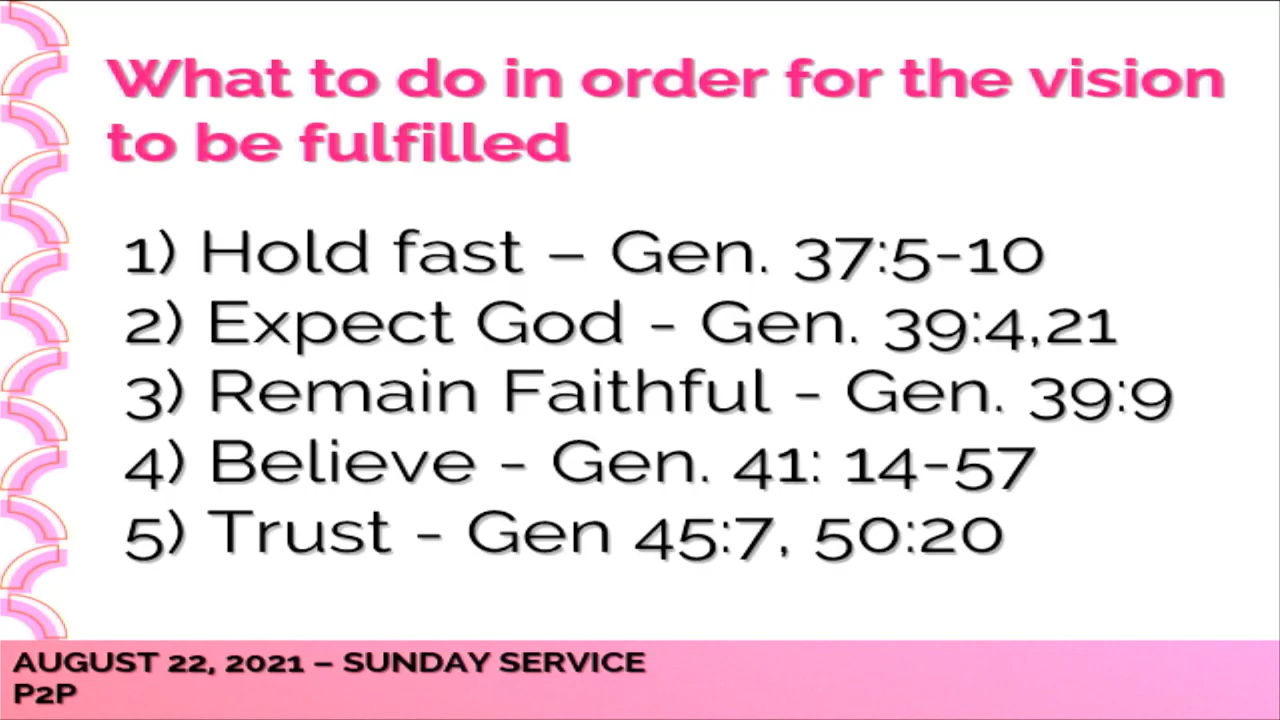 What to do in order for the vision
to be fulfilled
1) Hold fast – Gen. 37:5-10
2) Expect God - Gen. 39:4,21
3) Remain Faithful - Gen. 39:9
4) Believe - Gen. 41: 14-57
5) Trust - Gen 45:7, 50:20
AUGUST 22, 2021 – SUNDAY SERVICE
P2P